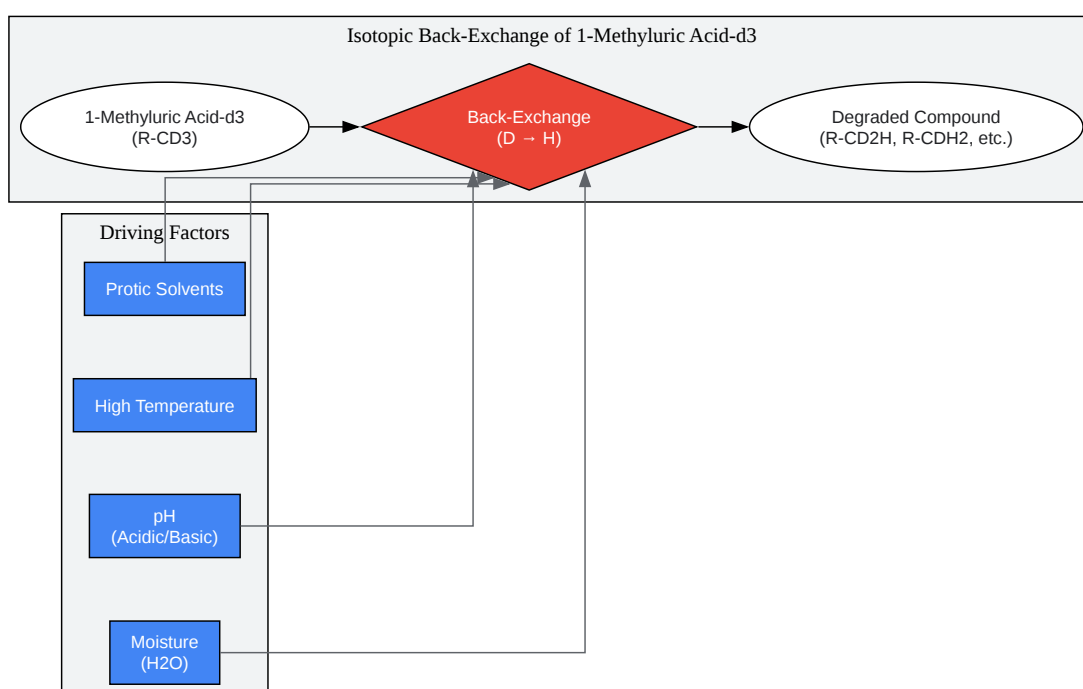 Isotopic Back-Exchange of 1-Methyluric Acid-d3
1-Methyluric Acid-d3
(R-CD3)
Back-Exchange
(D → H)
Degraded Compound
(R-CD2H, R-CDH2, etc.)
Driving Factors
Protic Solvents
High Temperature
pH
(Acidic/Basic)
Moisture
(H2O)